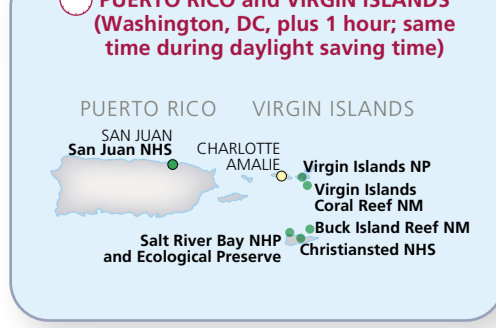 PUERTO RICO and VIRGIN ISLANDS
(Washington, DC, plus 1 hour; same
time during daylight saving time)
PUERTO RICO
VIRGIN ISLANDS
SAN JUAN
San Juan NHS
CHARLOTTE
AMALIE
Virgin Islands NP
Virgin Islands
Coral Reef NM
Buck Island Reef NM
Salt River Bay NHP
and Ecological Preserve
Christiansted NHS